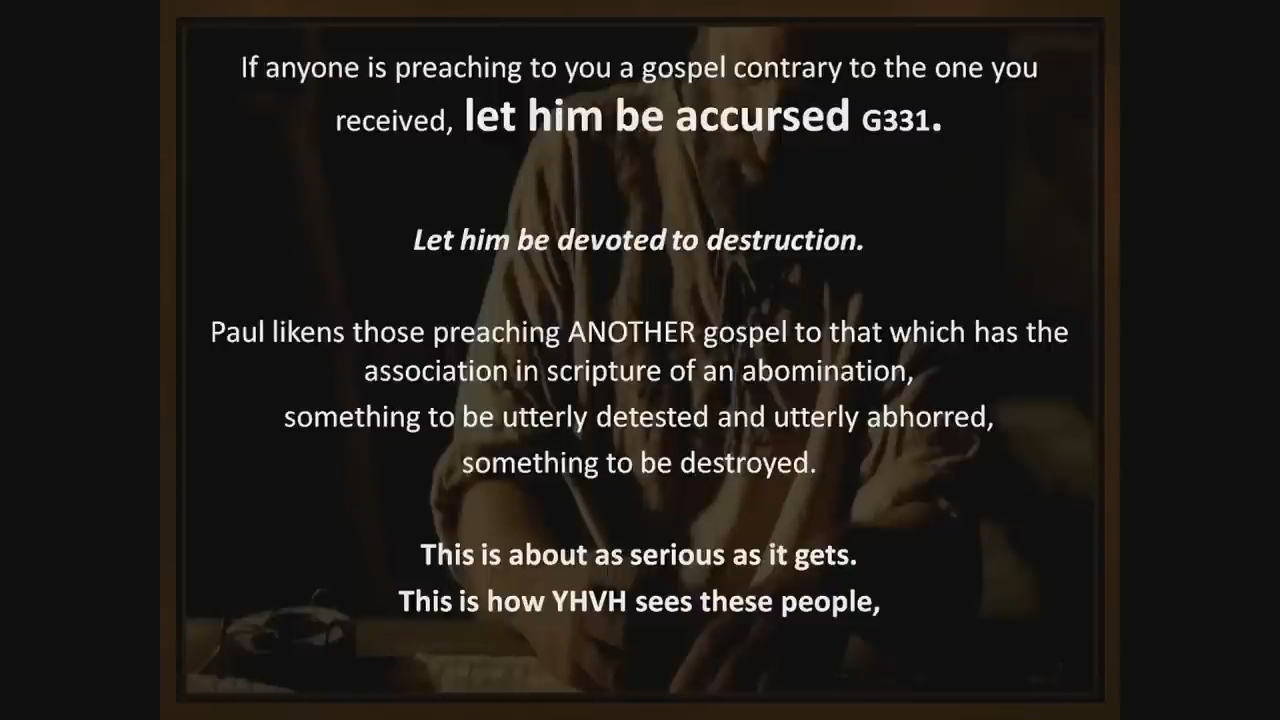 If anyone is preaching to you a gospel contrary to the one you
received, let him be accursed G331.
Let him be devoted to destruction.
Paul likens those preaching ANOTHER gospel to that which has the
association in scripture of an abomination,
something to be utterly detested and utterly abhorred,
something to be destroyed.
This is about as serious as it gets.
This is how YHVH sees these people,